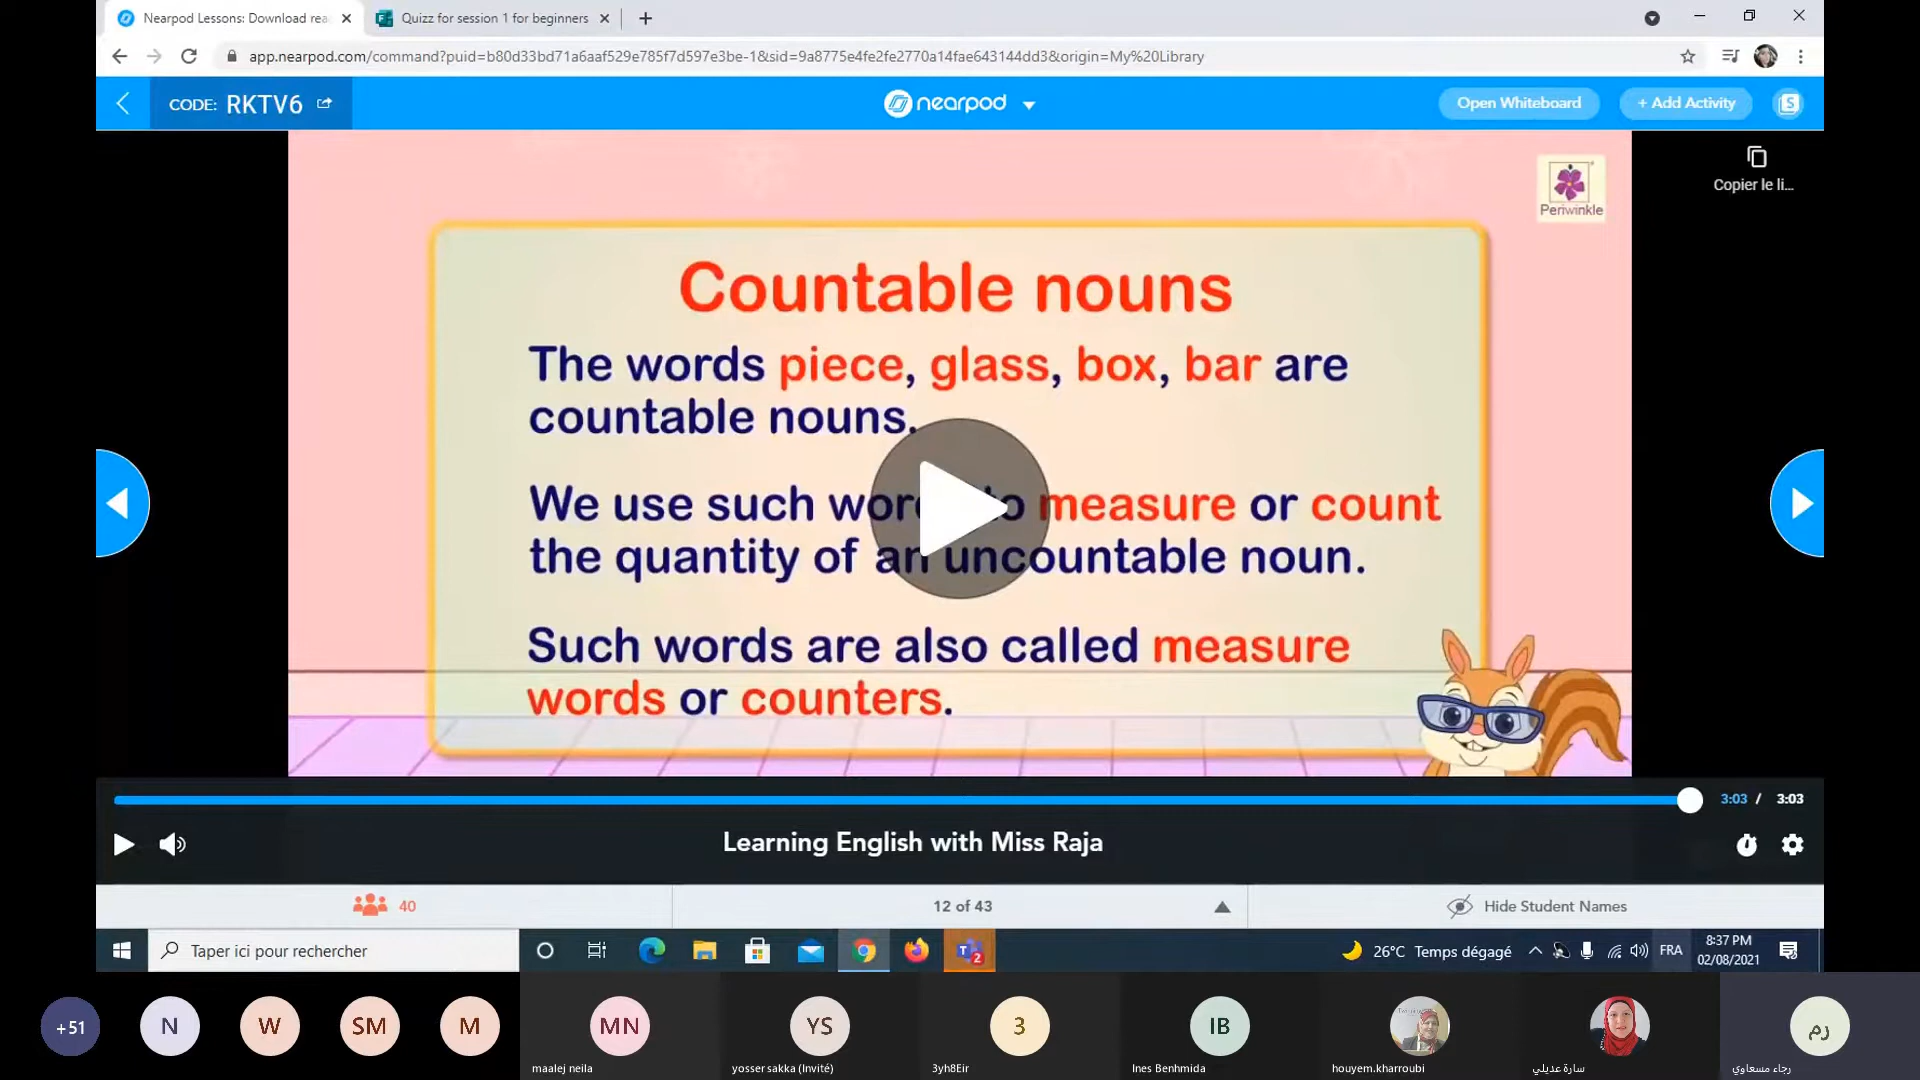 Nearpod Lessons: Download rea
Quizz for session 1 for beginners
app.nearpod.com/command?puid=b80d33bd71a6aaf529e785f7d597e3be-1&sid=9a8775e4fe2fe2770a14fae643144dd3&origin=My%20Library
CODE: RKTV6
nearpod
Open Whiteboard
+ Add Activity
S
Copier le li...
Periwinkle
Countable nouns
The words piece, glass, box, bar are
countable nouns.
We use such words to measure or count
the quantity of an uncountable noun.
Such words are also called measure
words or counters.
3:03 / 3:03
Learning English with Miss Raja
40
12 of 43
Hide Student Names
Taper ici pour rechercher
2
26°C Temps dégagé
FRA
8:37 PM
02/08/2021
+51
N
W
SM
M
MN
YS
3
IB
رم
maalej neila
yosser sakka (Invité)
3yh8Eir
Ines Benhmida
houyem.kharroubi
سارة عديلي
رجاء مسعاوي